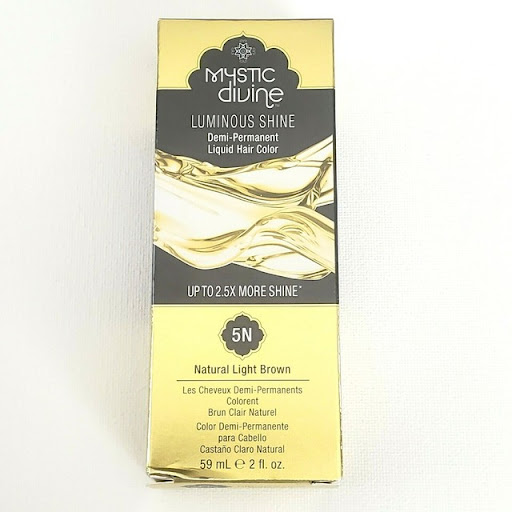 mystic
divine
LUMINOUS SHINE
Demi-Permanent
Liquid Hair Color
UP TO 2.5X MORE SHINE*
5N
Natural Light Brown
Les Cheveux Demi-Permanents
Colorent
Brun Clair Naturel
Color Demi-Permanente
para Cabello
Castaño Claro Natural
59 mL ℮ 2 fl. oz.